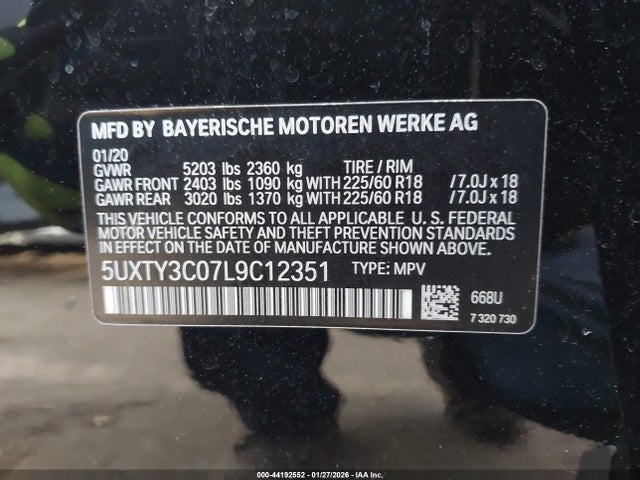 MFD BY BAYERISCHE MOTOREN WERKE AG
01/20
GVWR 5203 lbs 2360 kg TIRE / RIM
GAWR FRONT 2403 lbs 1090 kg WITH 225/60 R18 / 7.0J x 18
GAWR REAR 3020 lbs 1370 kg WITH 225/60 R18 / 7.0J x 18
THIS VEHICLE CONFORMS TO ALL APPLICABLE U. S. FEDERAL
MOTOR VEHICLE SAFETY, BUMPER, AND THEFT
PREVENTION STANDARDS IN EFFECT ON THE
DATE OF MANUFACTURE SHOWN ABOVE.
5UXTY3C07L9C12351 TYPE: MPV
668U
7 320 730
000-44192552 | 01/27/2026 | IAA Inc.